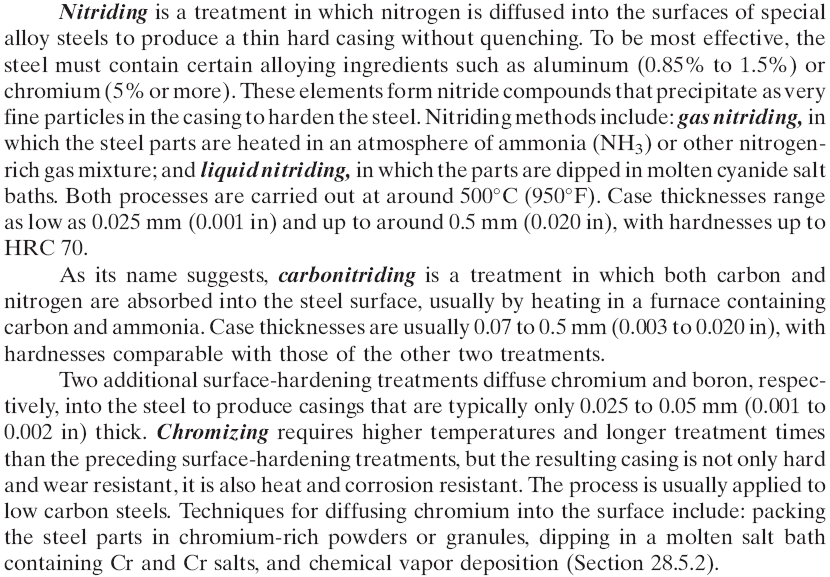 Nitriding is a treatment in which nitrogen is diffused into the surfaces of special
alloy steels to produce a thin hard casing without quenching. To be most effective, the
steel must contain certain alloying ingredients such as aluminum (0.85% to 1.5%) or
chromium (5% or more). These elements form nitride compounds that precipitate as very
fine particles in the casing to harden the steel. Nitriding methods include: gas nitriding, in
which the steel parts are heated in an atmosphere of ammonia (NH₃) or other nitrogen-
rich gas mixture; and liquid nitriding, in which the parts are dipped in molten cyanide salt
baths. Both processes are carried out at around 500°C (950°F). Case thicknesses range
as low as 0.025 mm (0.001 in) and up to around 0.5 mm (0.020 in), with hardnesses up to
HRC 70.
As its name suggests, carbonitriding is a treatment in which both carbon and
nitrogen are absorbed into the steel surface, usually by heating in a furnace containing
carbon and ammonia. Case thicknesses are usually 0.07 to 0.5 mm (0.003 to 0.020 in), with
hardnesses comparable with those of the other two treatments.
Two additional surface-hardening treatments diffuse chromium and boron, respec-
tively, into the steel to produce casings that are typically only 0.025 to 0.05 mm (0.001 to
0.002 in) thick. Chromizing requires higher temperatures and longer treatment times
than the preceding surface-hardening treatments, but the resulting casing is not only hard
and wear resistant, it is also heat and corrosion resistant. The process is usually applied to
low carbon steels. Techniques for diffusing chromium into the surface include: packing
the steel parts in chromium-rich powders or granules, dipping in a molten salt bath
containing Cr and Cr salts, and chemical vapor deposition (Section 28.5.2).